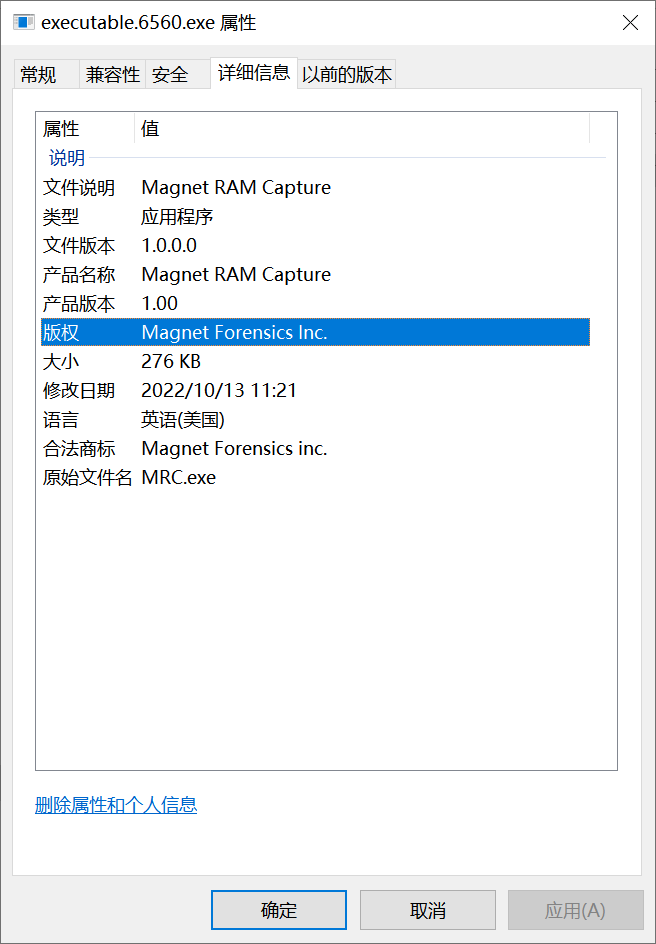 executable.6560.exe 属性
常规 兼容性 安全 详细信息 以前的版本
属性 值
说明
文件说明 Magnet RAM Capture
类型 应用程序
文件版本 1.0.0.0
产品名称 Magnet RAM Capture
产品版本 1.00
版权 Magnet Forensics Inc.
大小 276 KB
修改日期 2022/10/13 11:21
语言 英语(美国)
合法商标 Magnet Forensics inc.
原始文件名 MRC.exe
删除属性和个人信息
确定 取消 应用(A)